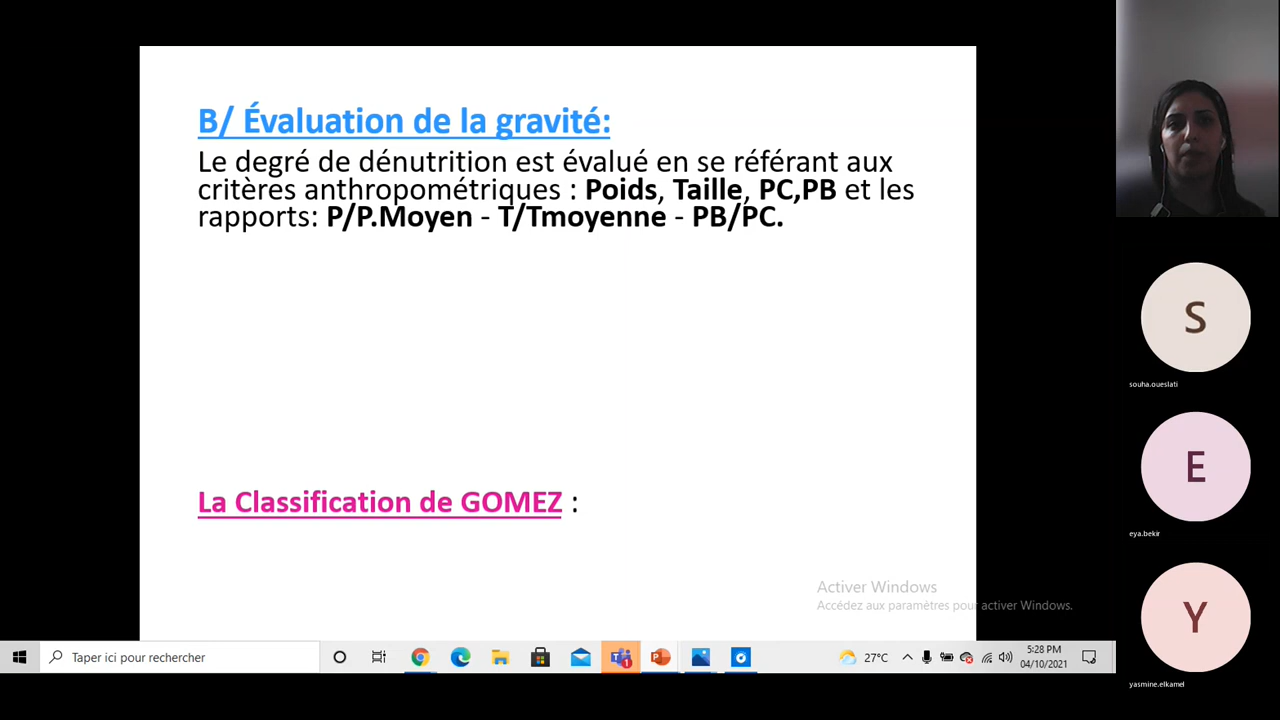 B/ Évaluation de la gravité:
Le degré de dénutrition est évalué en se référant aux
critères anthropométriques : Poids, Taille, PC,PB et les
rapports: P/P.Moyen - T/Tmoyenne - PB/PC.
La Classification de GOMEZ :
Activer Windows
Accédez aux paramètres pour activer Windows.
Taper ici pour rechercher
1
27°C
5:28 PM
04/10/2021
S
souha.oueslati
E
eya.bekir
Y
yasmine.elkamel